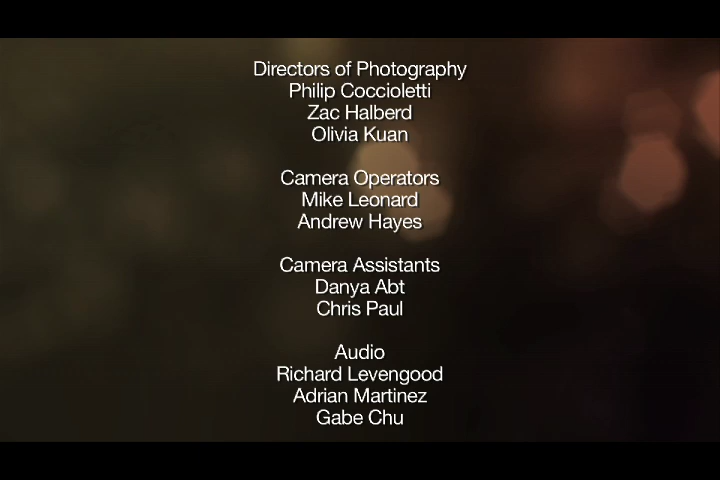 Directors of Photography
Philip Coccioletti
Zac Halberd
Olivia Kuan
Camera Operators
Mike Leonard
Andrew Hayes
Camera Assistants
Danya Abt
Chris Paul
Audio
Richard Levengood
Adrian Martinez
Gabe Chu